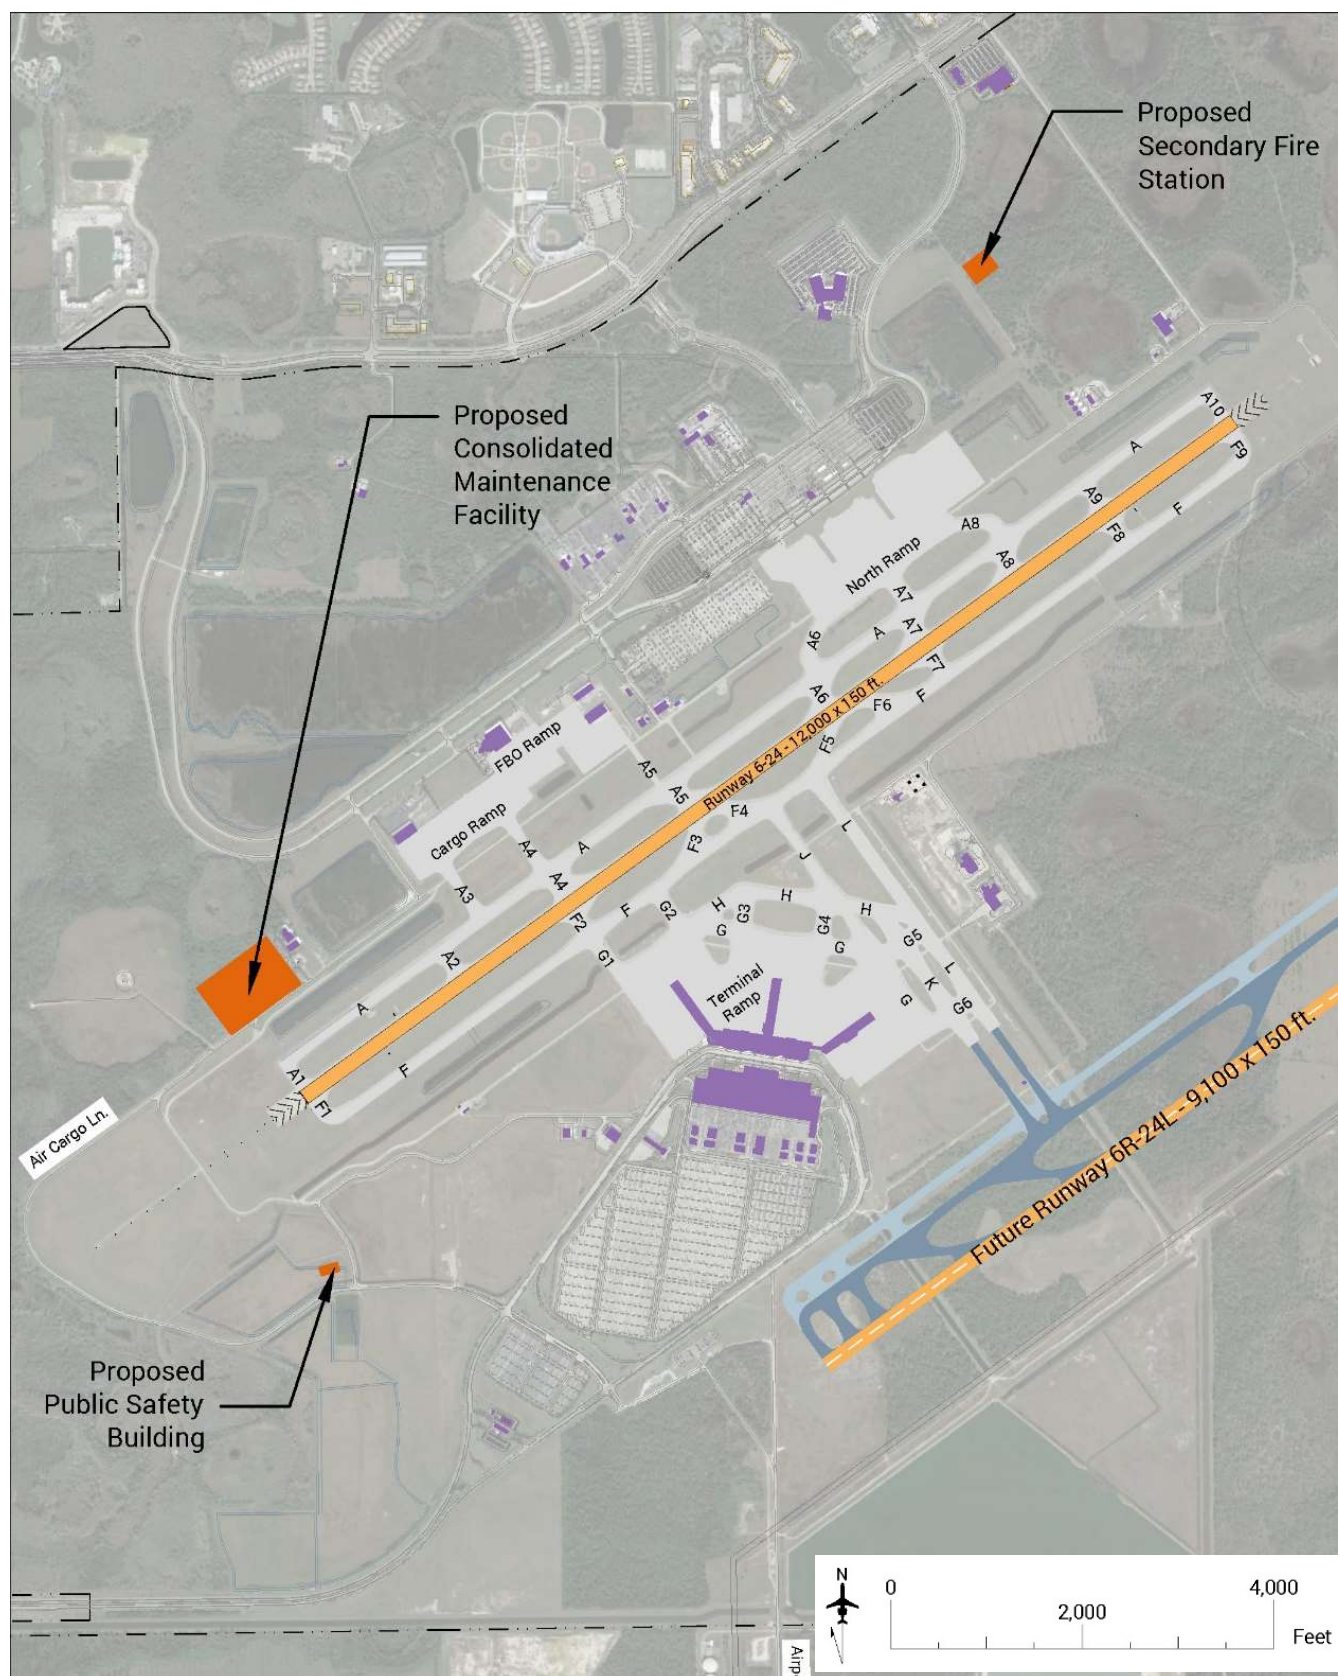 Proposed
Secondary Fire
Station
Proposed
Consolidated
Maintenance
Facility
A10
F9
A
A9
F
F8
A8
A8
North Ramp
A7
A7
A
A6
F7
F
A6
F6
F5
Runway 6-24 - 12,000 x 150 ft.
FBO Ramp
A5
A5
F4
Cargo Ramp
A
A4
F3
L
J
A4
A3
H
H
F
G2
G3
H
F2
G4
G
G
G5
G1
A2
L
K
Terminal
Ramp
G
G6
A
F
A1
F1
Air Cargo Ln.
Future Runway 6R-24L - 9,100 x 150 ft.
Proposed
Public Safety
Building
N
0
4,000
2,000
Feet
Airp